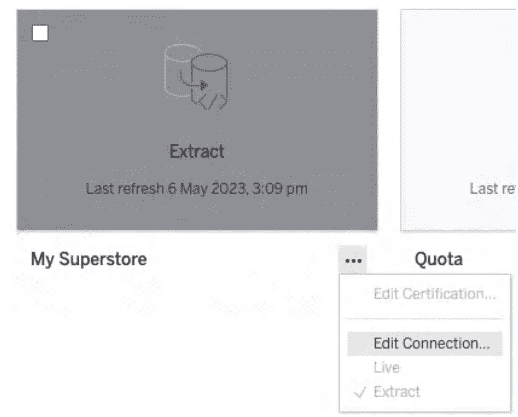 Extract
Last refresh 6 May 2023, 3:09 pm
Last re
My Superstore
...
Quota
Edit Certification...
Edit Connection...
Live
Extract